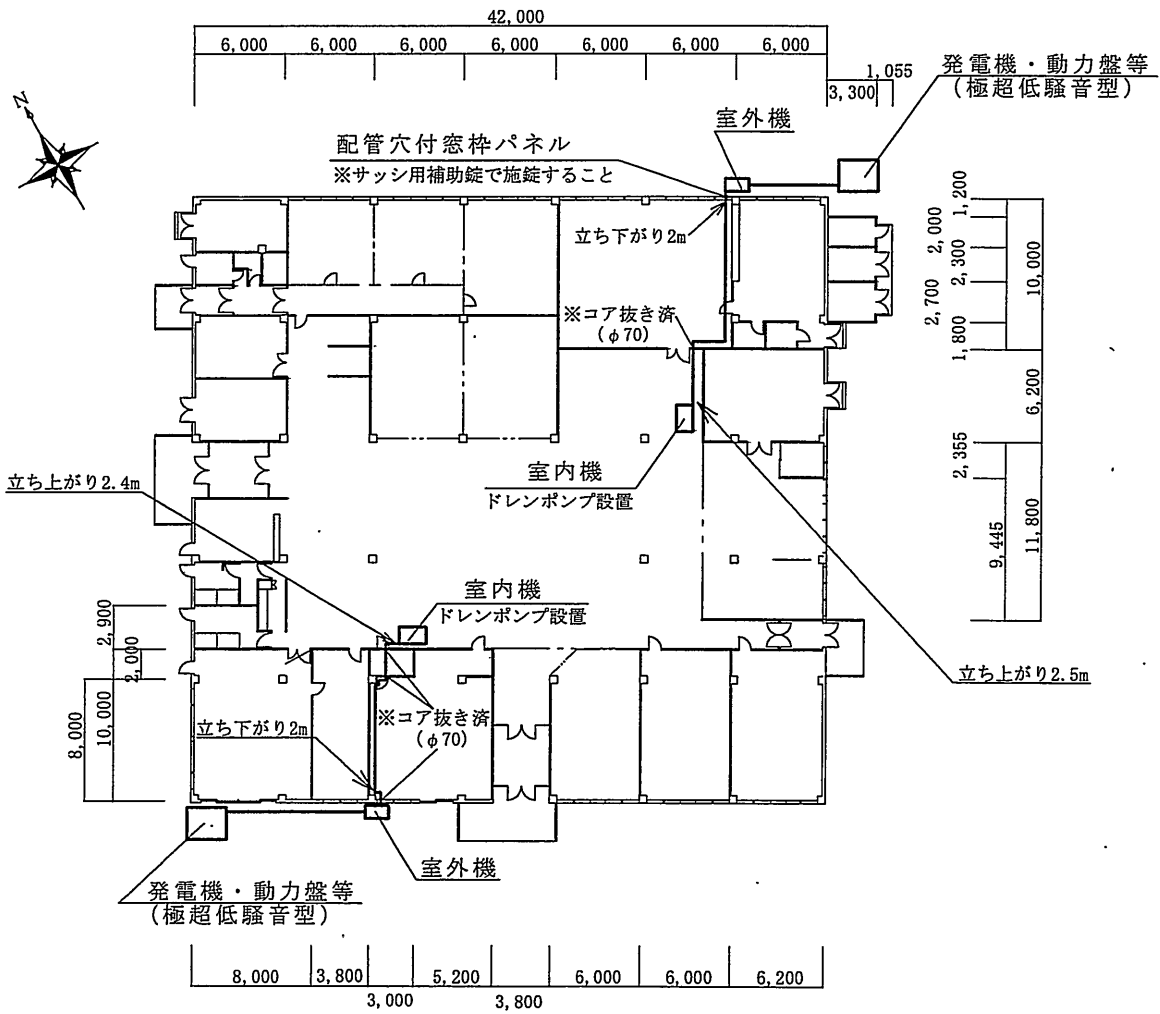 42,000
6,000 6,000 6,000 6,000 6,000 6,000 6,000
1,055
3,300
発電機・動力盤等
(極超低騒音型)
室外機
N
配管穴付窓枠パネル
※サッシ用補助錠で施錠すること
立ち下がり2m
※コア抜き済
(φ70)
1,200
2,000
2,300
2,700
1,800
10,000
6,200
2,355
9,445
11,800
室内機
ドレンポンプ設置
立ち上がり2.4m
室内機
ドレンポンプ設置
立ち上がり2.5m
2,900
2,000
8,000
10,000
※コア抜き済
(φ70)
立ち下がり2m
室外機
発電機・動力盤等
(極超低騒音型)
8,000 3,800 5,200 6,000 6,000 6,200
3,000 3,800